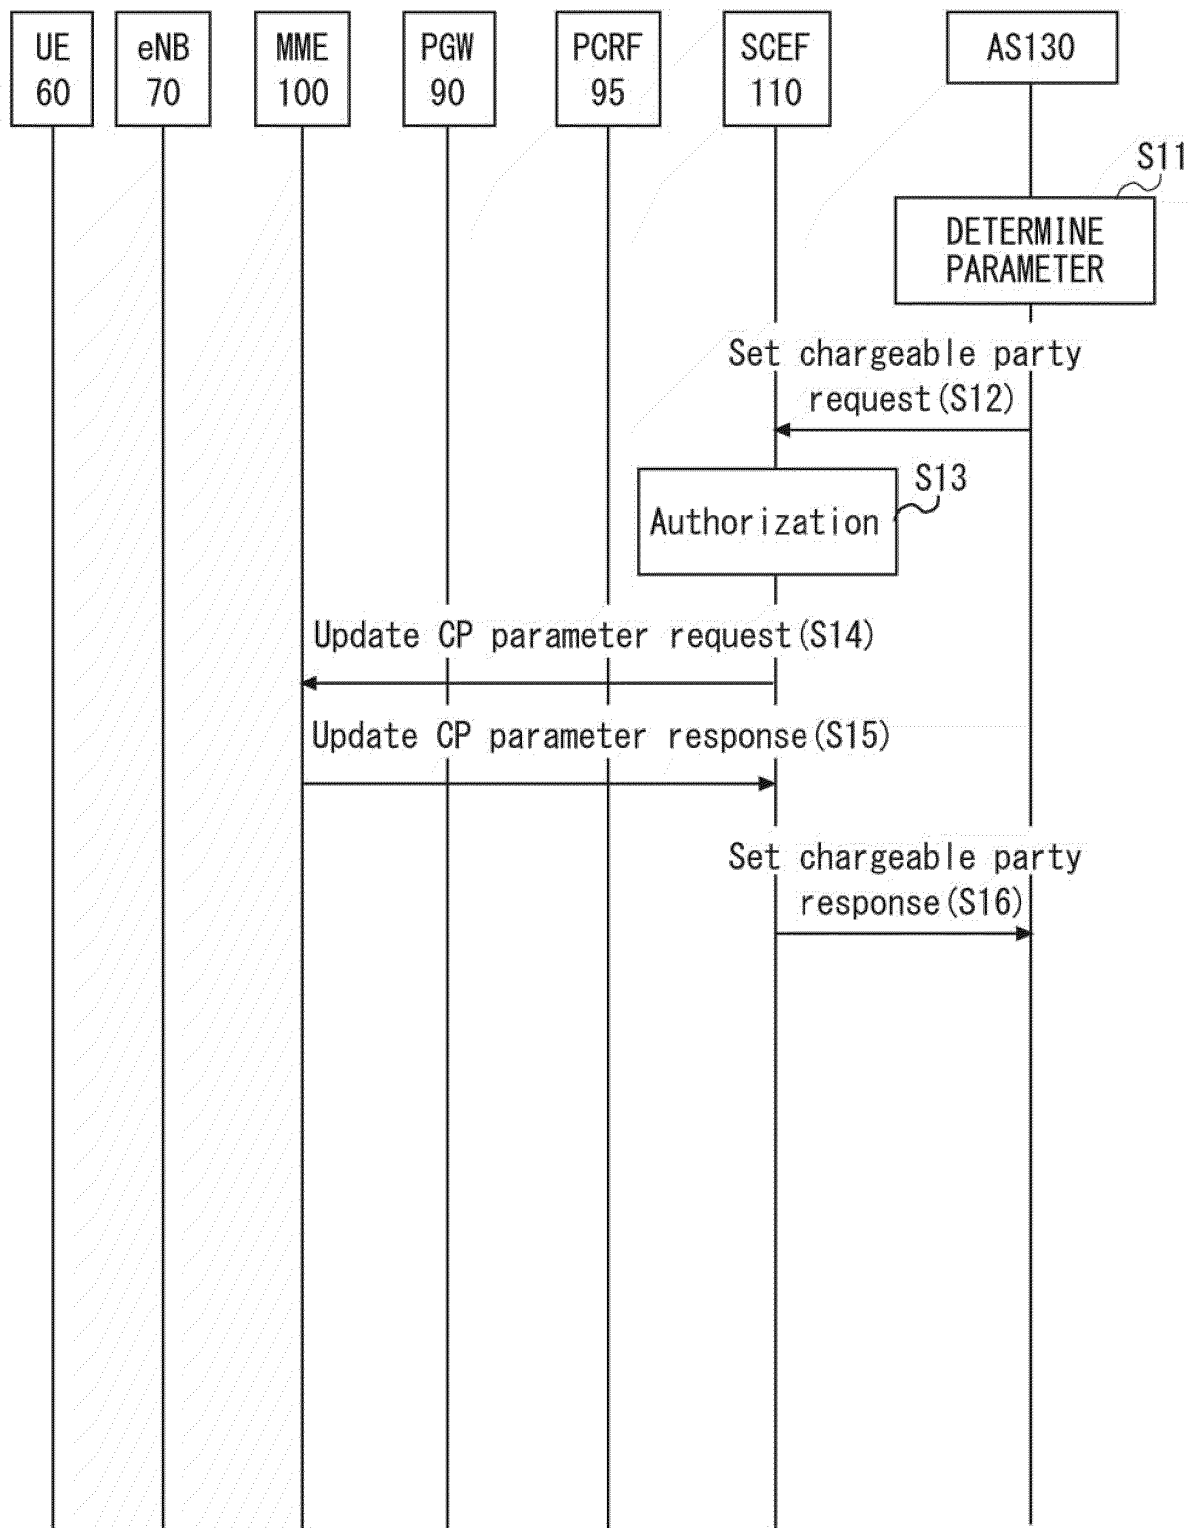 UE
60
eNB
70
MME
100
PGW
90
PCRF
95
SCEF
110
AS130
S11
DETERMINE
PARAMETER
Set chargeable party
request(S12)
S13
Authorization
Update CP parameter request(S14)
Update CP parameter response(S15)
Set chargeable party
response(S16)